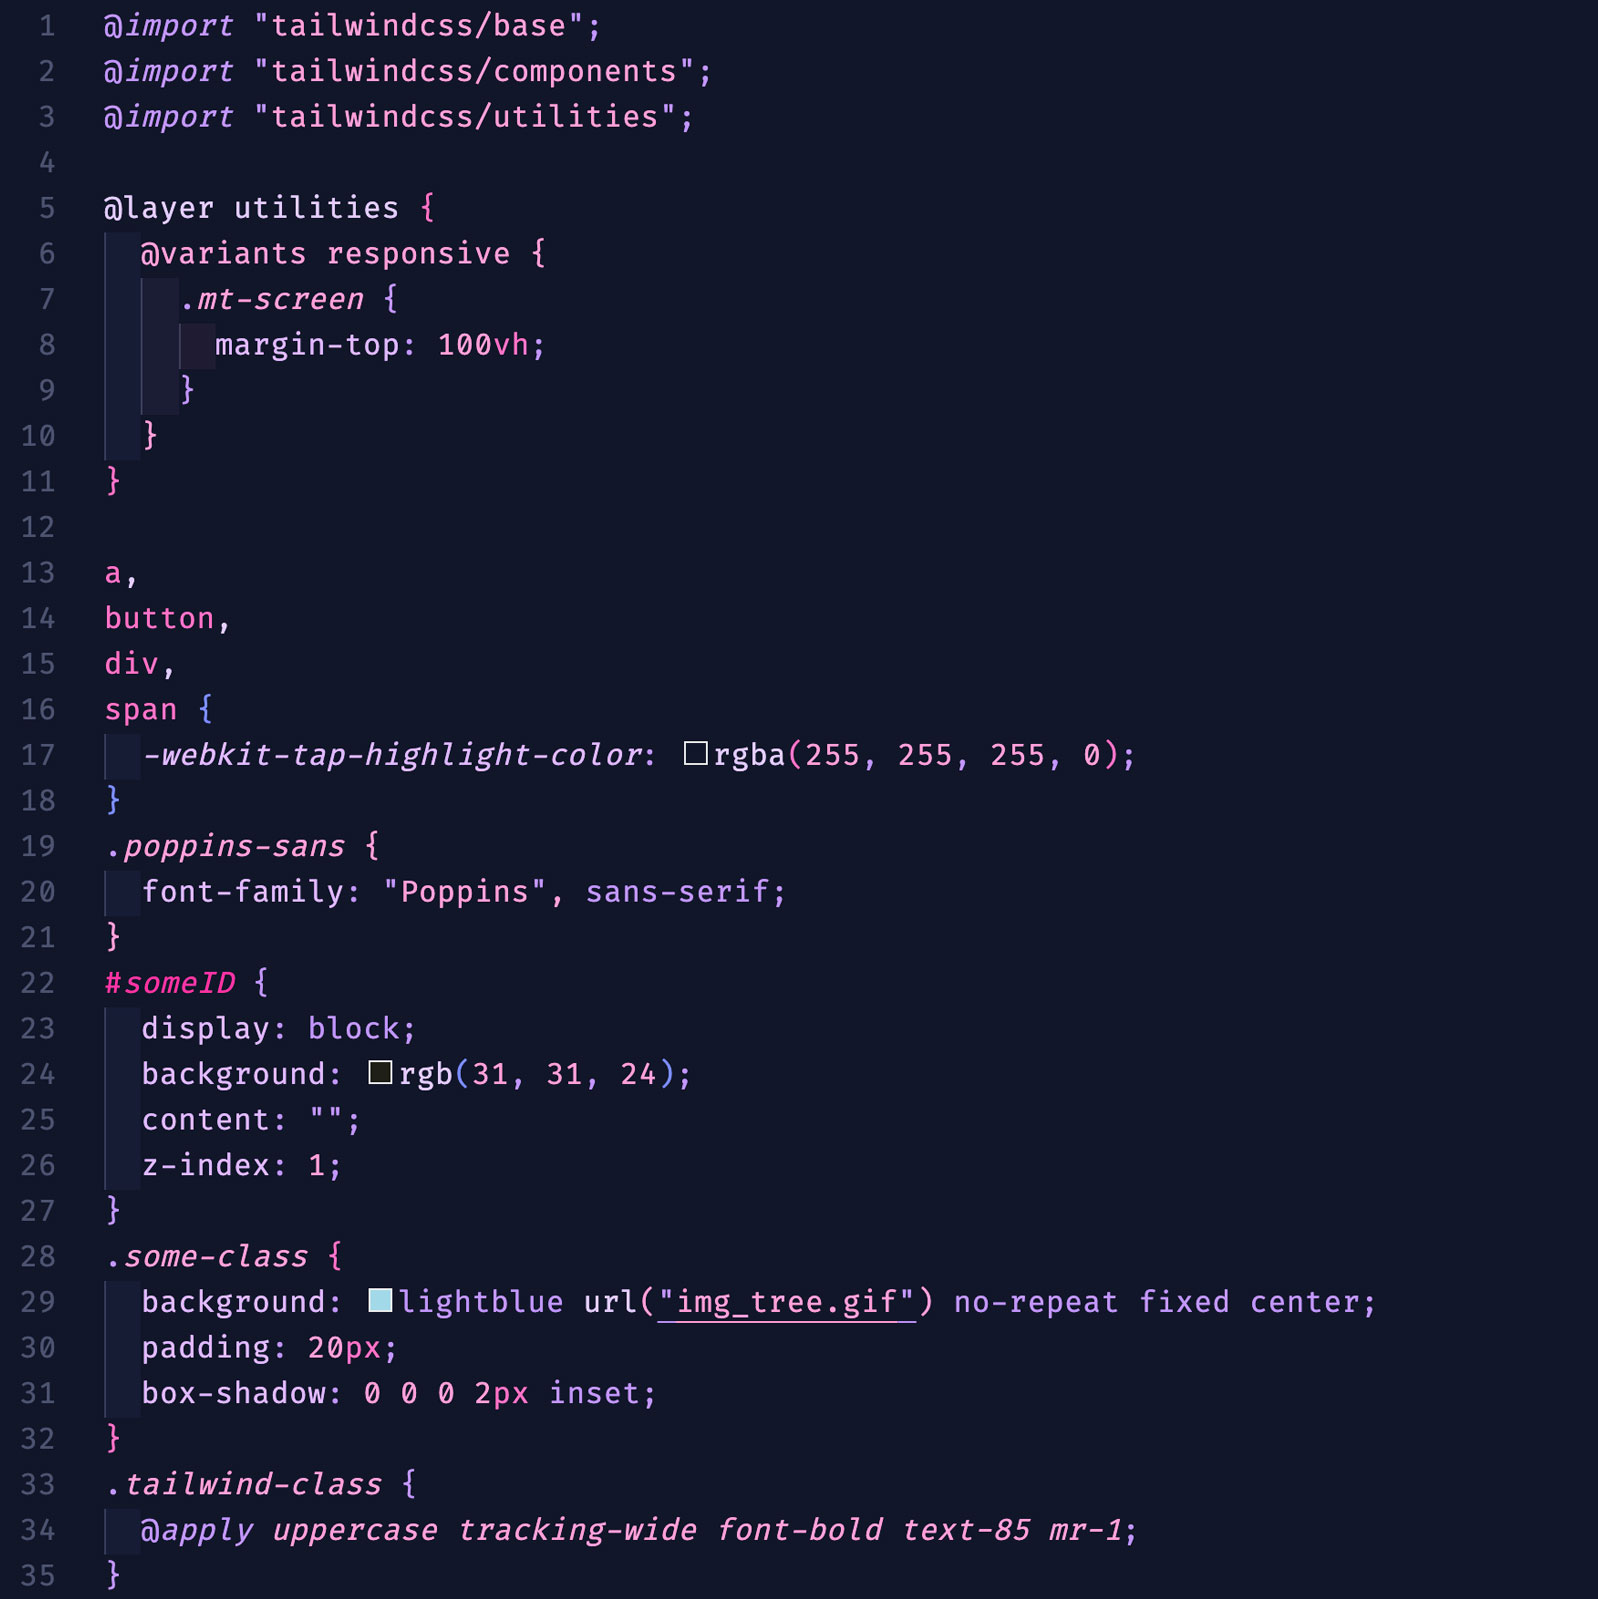 1 @import "tailwindcss/base";
2 @import "tailwindcss/components";
3 @import "tailwindcss/utilities";
4
5 @layer utilities {
6   @variants responsive {
7     .mt-screen {
8       margin-top: 100vh;
9     }
10   }
11 }
12
13 a,
14 button,
15 div,
16 span {
17   -webkit-tap-highlight-color: rgba(255, 255, 255, 0);
18 }
19 .poppins-sans {
20   font-family: "Poppins", sans-serif;
21 }
22 #someID {
23   display: block;
24   background: rgb(31, 31, 24);
25   content: "";
26   z-index: 1;
27 }
28 .some-class {
29   background: lightblue url("img_tree.gif") no-repeat fixed center;
30   padding: 20px;
31   box-shadow: 0 0 0 2px inset;
32 }
33 .tailwind-class {
34   @apply uppercase tracking-wide font-bold text-85 mr-1;
35 }